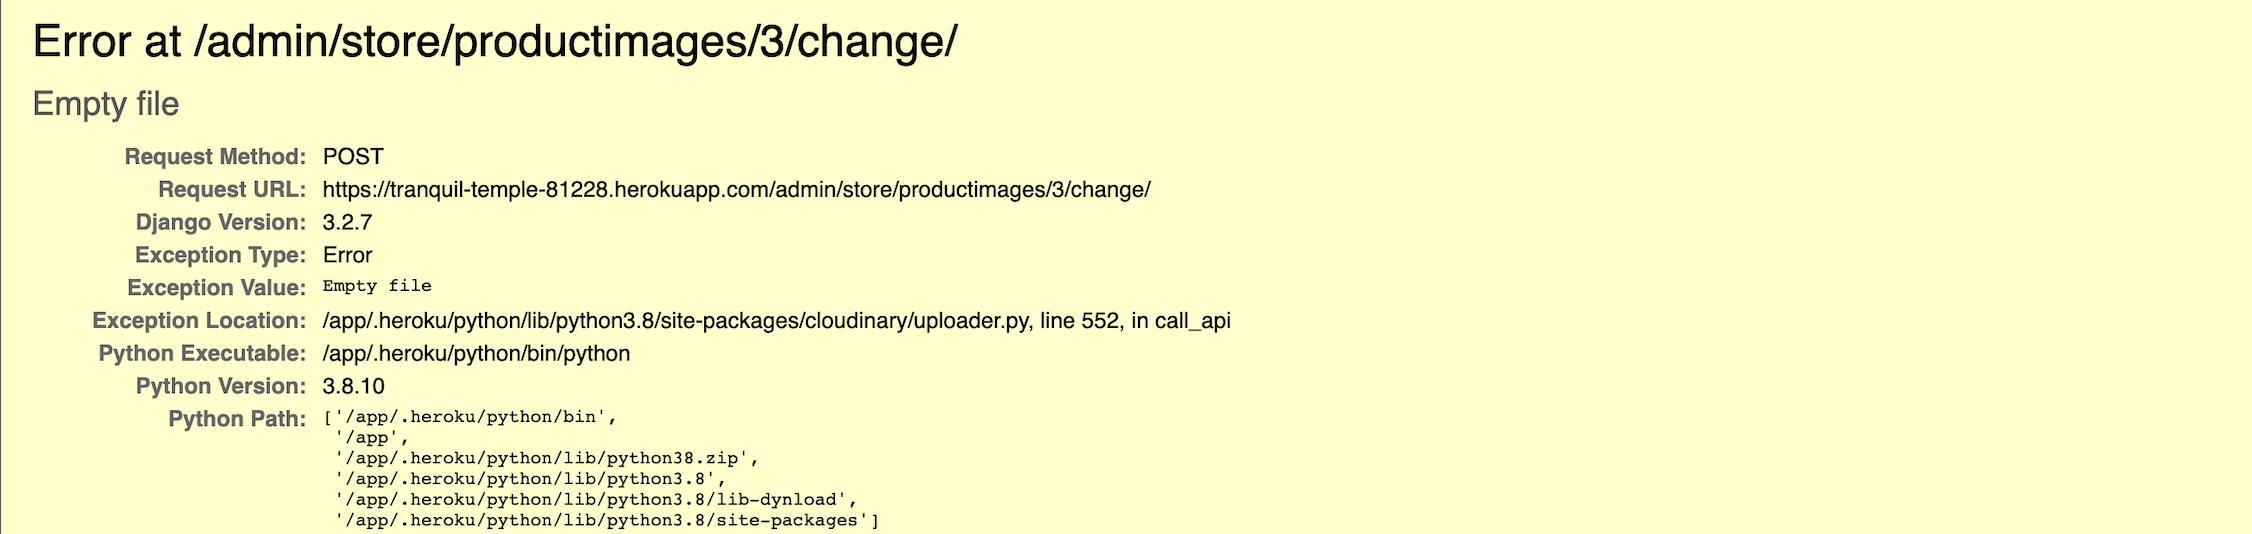 Error at /admin/store/productimages/3/change/
Empty file
Request Method: POST
Request URL: https://tranquil-temple-81228.herokuapp.com/admin/store/productimages/3/change/
Django Version: 3.2.7
Exception Type: Error
Exception Value: Empty file
Exception Location: /app/.heroku/python/lib/python3.8/site-packages/cloudinary/uploader.py, line 552, in call_api
Python Executable: /app/.heroku/python/bin/python
Python Version: 3.8.10
Python Path: ['/app/.heroku/python/bin',
'/app',
'/app/.heroku/python/lib/python38.zip',
'/app/.heroku/python/lib/python3.8',
'/app/.heroku/python/lib/python3.8/lib-dynload',
'/app/.heroku/python/lib/python3.8/site-packages']